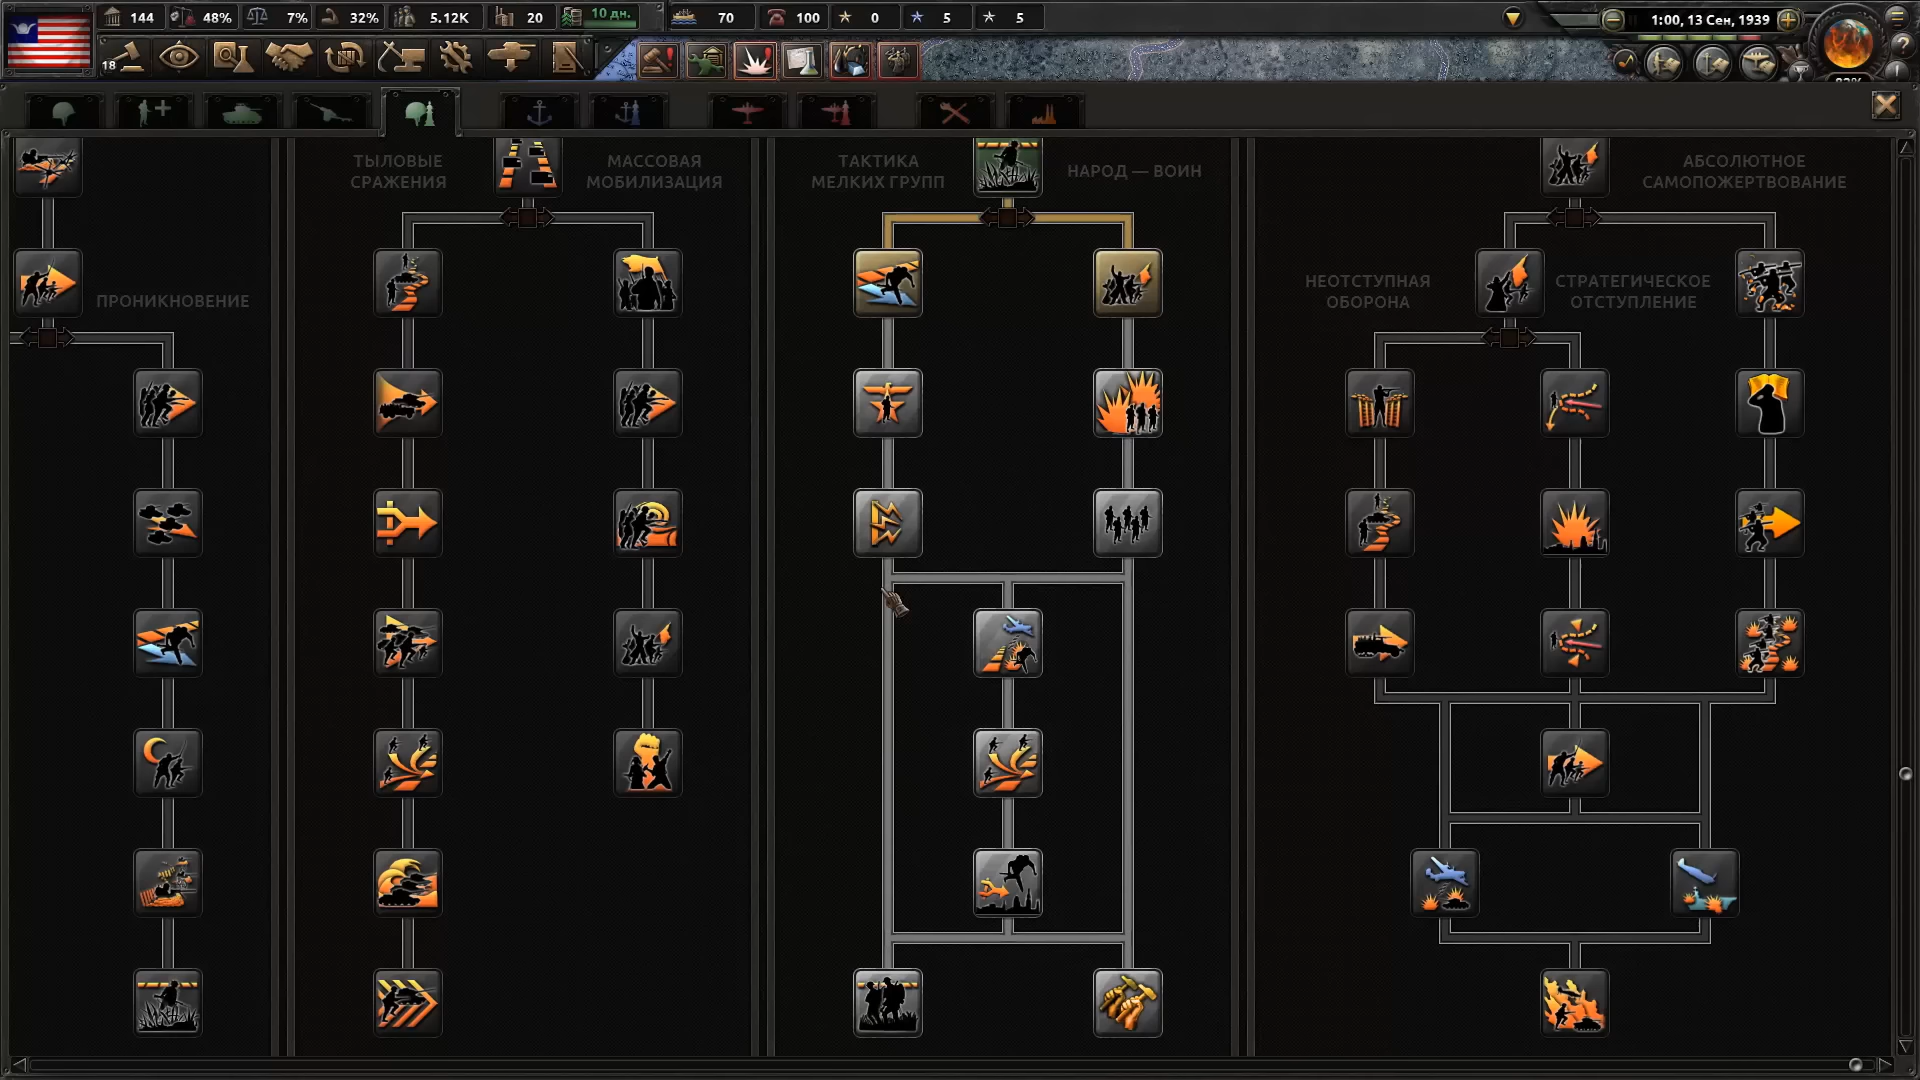 144
48%
7%
32%
5.12K
20
10 дн.
70
100
0
5
5
1:00, 13 Сен, 1939
18
ТЫЛОВЫЕ
СРАЖЕНИЯ
МАССОВАЯ
МОБИЛИЗАЦИЯ
ТАКТИКА
МЕЛКИХ ГРУПП
НАРОД — ВОИН
АБСОЛЮТНОЕ
САМОПОЖЕРТВОВАНИЕ
ПРОНИКНОВЕНИЕ
НЕОТСТУПНАЯ
ОБОРОНА
СТРАТЕГИЧЕСКОЕ
ОТСТУПЛЕНИЕ